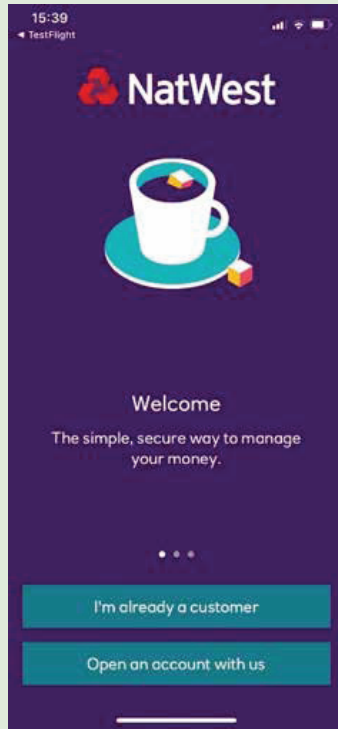 15:39
◀ TestFlight
NatWest
Welcome
The simple, secure way to manage
your money.
I'm already a customer
Open an account with us